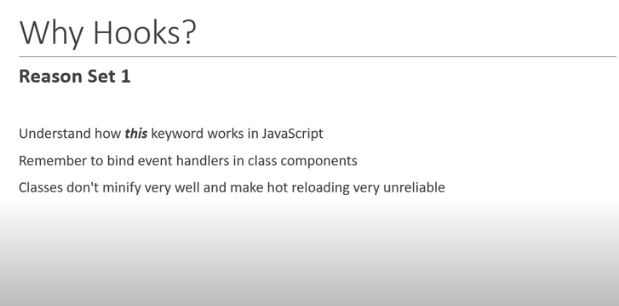 Why Hooks?
Reason Set 1
Understand how this keyword works in JavaScript
Remember to bind event handlers in class components
Classes don't minify very well and make hot reloading very unreliable